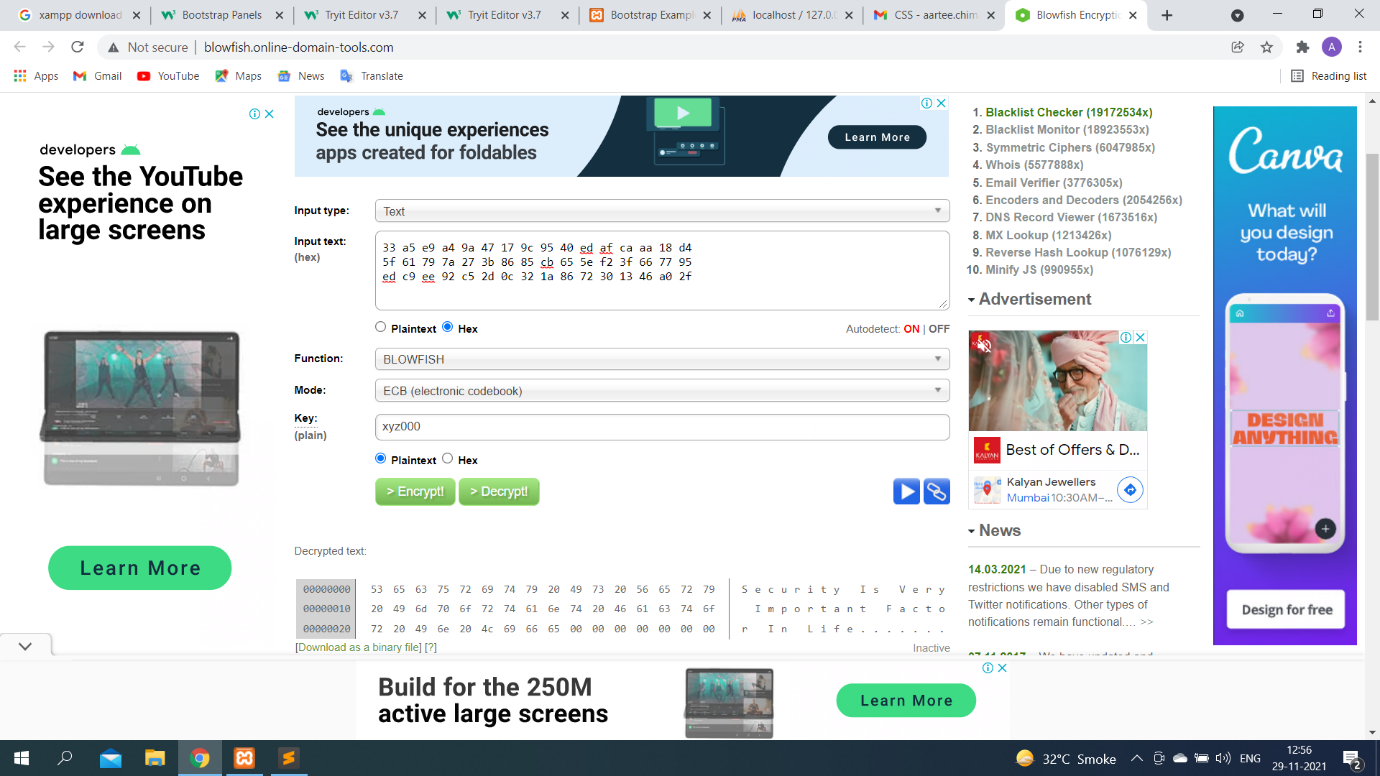 xampp download
Bootstrap Panels
Tryit Editor v3.7
Tryit Editor v3.7
Bootstrap Exampl
localhost / 127.0.
CSS - aartee.chim
Blowfish Encryptio
Not secure | blowfish.online-domain-tools.com
A
Apps
Gmail
YouTube
Maps
News
Translate
Reading list
developers
See the YouTube
experience on
large screens
Learn More
developers
See the unique experiences
apps created for foldables
Learn More
Input type:
Text
Input text:
(hex)
33 a5 e9 a4 9a 47 17 9c 95 40 ed af ca aa 18 d4
5f 61 79 7a 27 3b 86 85 cb 65 5e f2 3f 66 77 95
ed c9 ee 92 c5 2d 0c 32 1a 86 72 30 13 46 a0 2f
Plaintext Hex
Autodetect: ON | OFF
Function:
BLOWFISH
Mode:
ECB (electronic codebook)
Key:
(plain)
xyz000
Plaintext Hex
> Encrypt! > Decrypt!
Decrypted text:
00000000 53 65 63 75 72 69 74 79 20 49 73 20 56 65 72 79 S e c u r i t y I s V e r y
00000010 20 49 6d 70 6f 72 74 61 6e 74 20 46 61 63 74 6f I m p o r t a n t F a c t o
00000020 72 20 49 6e 20 4c 69 66 65 00 00 00 00 00 00 00 r I n L i f e . . . . . . .
[Download as a binary file] [?]
Inactive
1. Blacklist Checker (19172534x)
2. Blacklist Monitor (18923553x)
3. Symmetric Ciphers (6047985x)
4. Whois (5577888x)
5. Email Verifier (3776305x)
6. Encoders and Decoders (2054256x)
7. DNS Record Viewer (1673516x)
8. MX Lookup (1213426x)
9. Reverse Hash Lookup (1076129x)
10. Minify JS (990955x)
Advertisement
KALYAN
Best of Offers & D...
Kalyan Jewellers
Mumbai 10:30AM–...
News
14.03.2021 – Due to new regulatory
restrictions we have disabled SMS and
Twitter notifications. Other types of
notifications remain functional.... >>
07.11.2017 – We have updated and
Canva
What will
you design
today?
DESIGN
ANYTHING
Design for free
Build for the 250M
active large screens
Learn More
32°C Smoke
ENG
12:56
29-11-2021
2